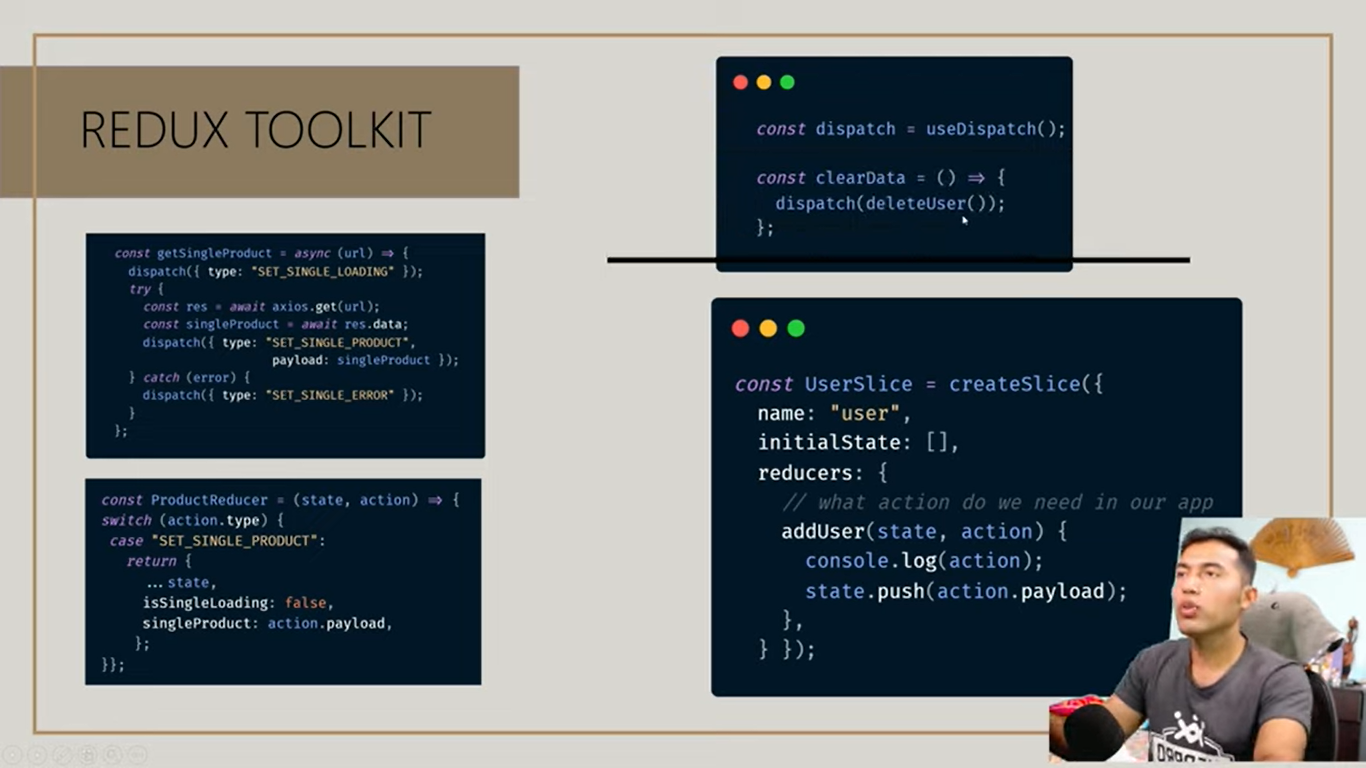 REDUX TOOLKIT
const getSingleProduct = async (url) => {
dispatch({ type: "SET_SINGLE_LOADING" });
try {
const res = await axios.get(url);
const singleProduct = await res.data;
dispatch({ type: "SET_SINGLE_PRODUCT",
payload: singleProduct });
} catch (error) {
dispatch({ type: "SET_SINGLE_ERROR" });
}
};
const ProductReducer = (state, action) => {
switch (action.type) {
case "SET_SINGLE_PRODUCT":
return {
...state,
isSingleLoading: false,
singleProduct: action.payload,
};
}};
const dispatch = useDispatch();
const clearData = () => {
dispatch(deleteUser());
};
const UserSlice = createSlice({
name: "user",
initialState: [],
reducers: {
// what action do we need in our app
addUser(state, action) {
console.log(action);
state.push(action.payload);
},
} });